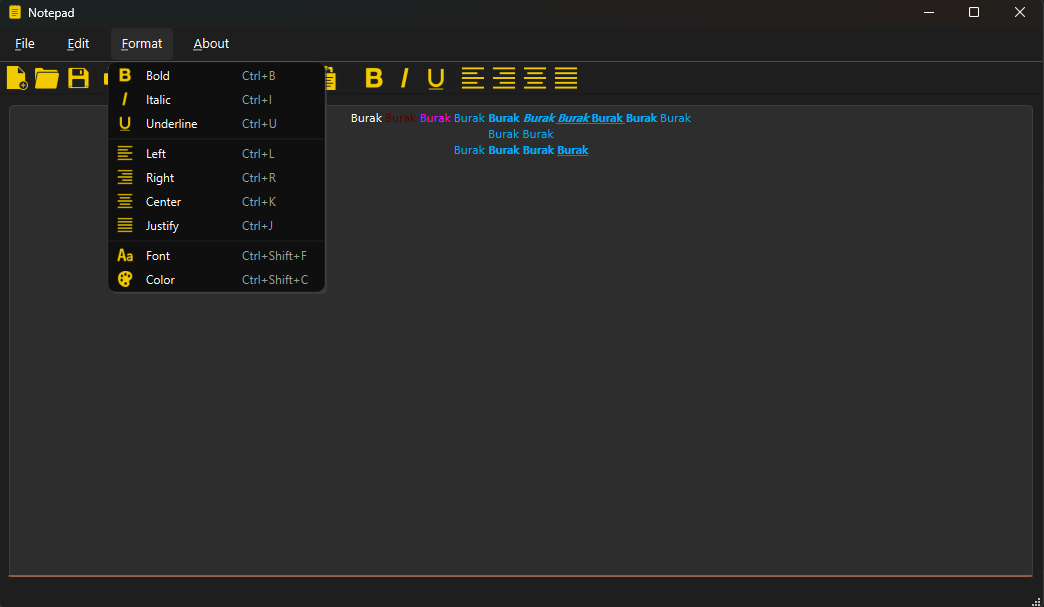 Notepad
File Edit Format About
B I U
Burak Burak Burak Burak Burak Burak Burak Burak Burak Burak
Burak Burak
Burak Burak Burak Burak
B Bold Ctrl+B
I Italic Ctrl+I
U Underline Ctrl+U
Left Ctrl+L
Right Ctrl+R
Center Ctrl+K
Justify Ctrl+J
Aa Font Ctrl+Shift+F
Color Ctrl+Shift+C